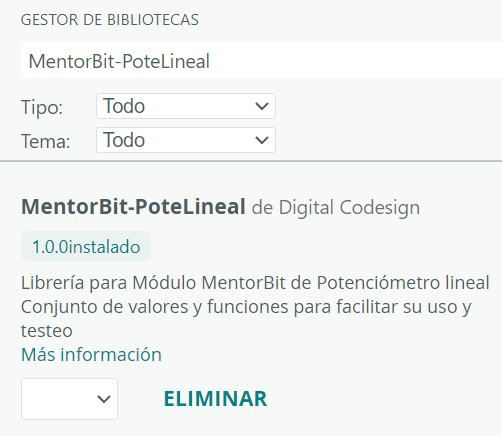 GESTOR DE BIBLIOTECAS
MentorBit-PoteLineal
Tipo: Todo
Tema: Todo
MentorBit-PoteLineal de Digital Codesign
1.0.0instalado
Librería para Módulo MentorBit de Potenciómetro lineal
Conjunto de valores y funciones para facilitar su uso y
testeo
Más información
ELIMINAR